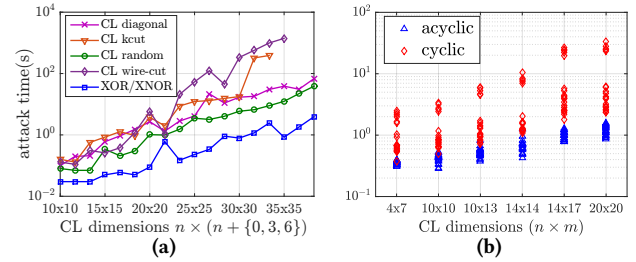 CL diagonal
CL kcut
CL random
CL wire-cut
XOR/XNOR
attack time(s)
10^4
10^2
10^0
10^-2
10x10 15x15 20x20 25x25 30x30 35x35
CL dimensions n × (n + {0, 3, 6})
(a)
acyclic
cyclic
10^2
10^1
10^0
10^-1
4x7 10x10 10x13 14x14 14x17 20x20
CL dimensions (n × m)
(b)